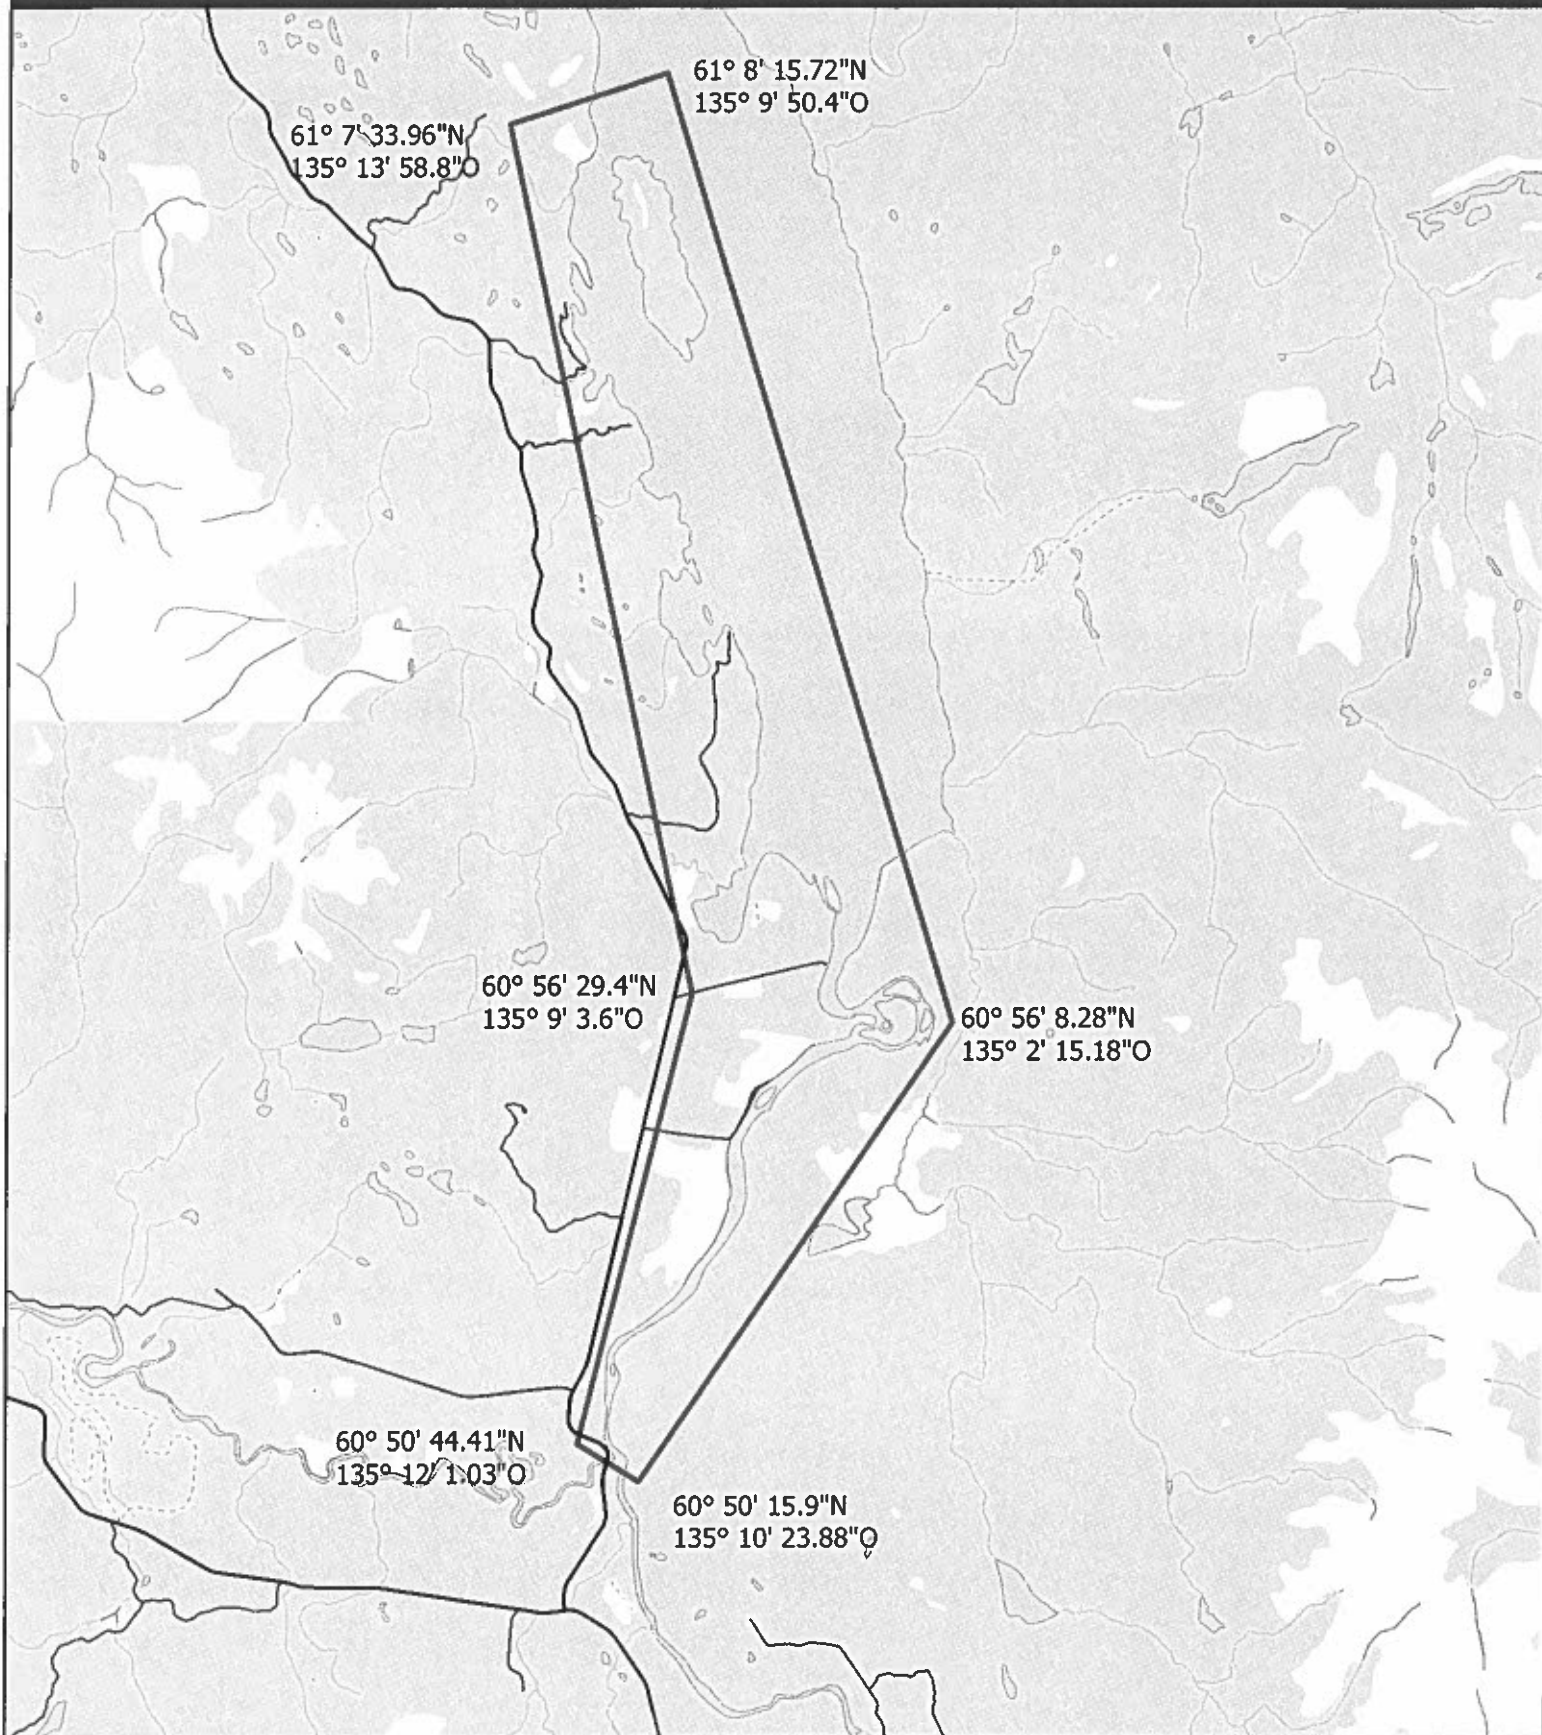 61° 8' 15.72"N
135° 9' 50.4"O
61° 7' 33.96"N
135° 13' 58.8"O
60° 56' 29.4"N
135° 9' 3.6"O
60° 56' 8.28"N
135° 2' 15.18"O
60° 50' 44.41"N
135° 12' 1.03"O
60° 50' 15.9"N
135° 10' 23.88"O